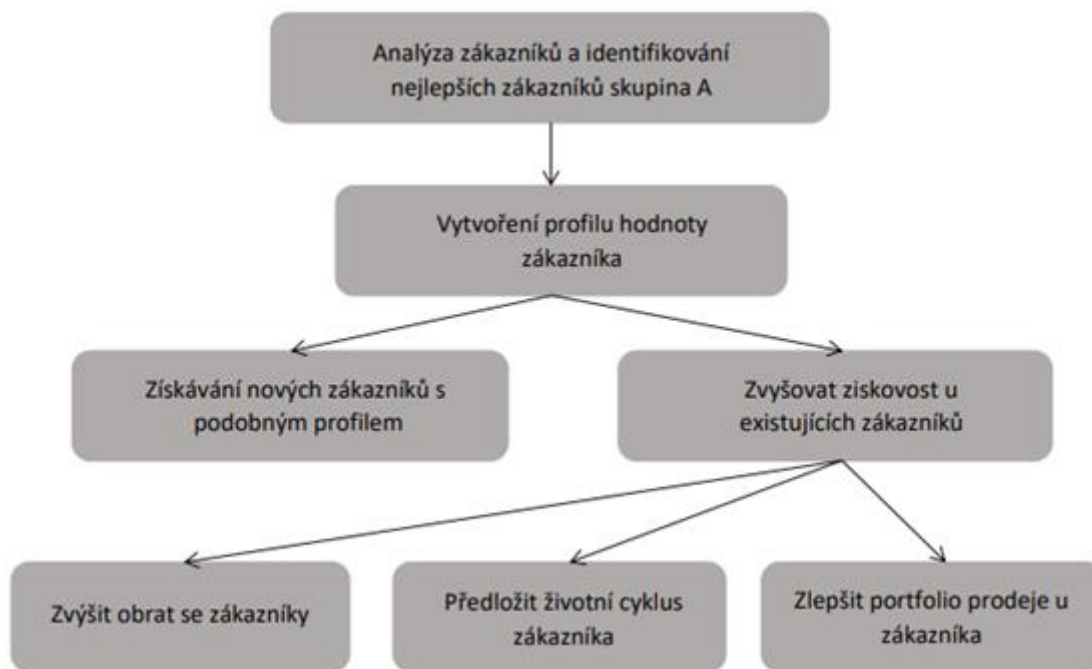 Analýza zákazníků a identifikování
nejlepších zákazníků skupina A
Vytvoření profilu hodnoty
zákazníka
Získávání nových zákazníků s
podobným profilem
Zvyšovat ziskovost u
existujících zákazníků
Zvýšit obrat se zákazníky
Předložit životní cyklus
zákazníka
Zlepšit portfolio prodeje u
zákazníka